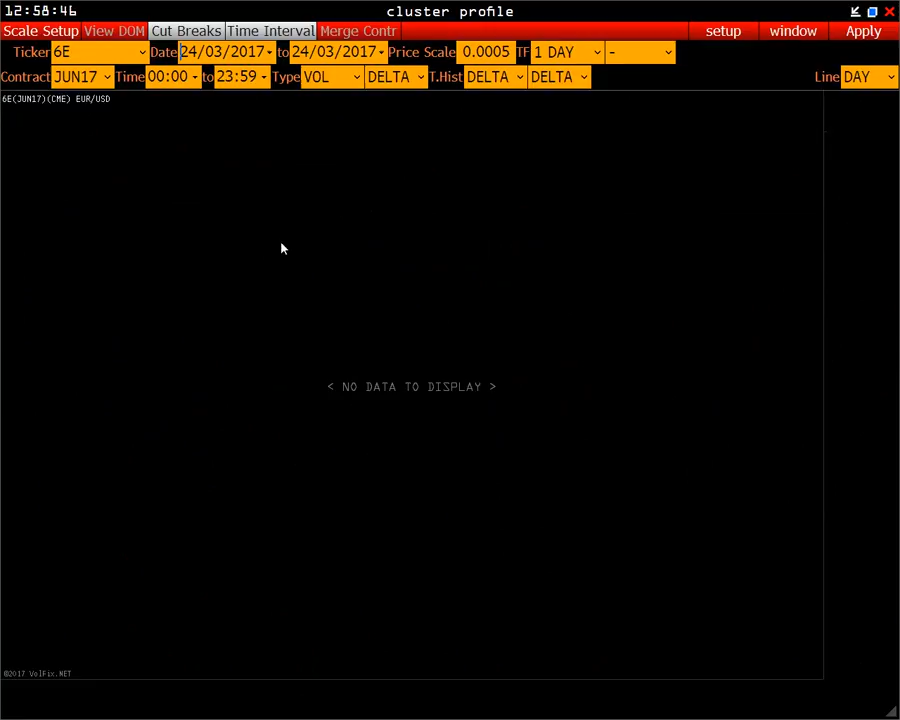 12:58:46 cluster profile
Scale Setup View DOM Cut Breaks Time Interval Merge Contr setup window Apply
Ticker 6E Date 24/03/2017 to 24/03/2017 Price Scale 0.0005 TF 1 DAY -
Contract JUN17 Time 00:00 to 23:59 Type VOL DELTA T.Hist DELTA DELTA Line DAY
6E(JUN17)(CME) EUR/USD
< NO DATA TO DISPLAY >
©2017 VolFix.NET